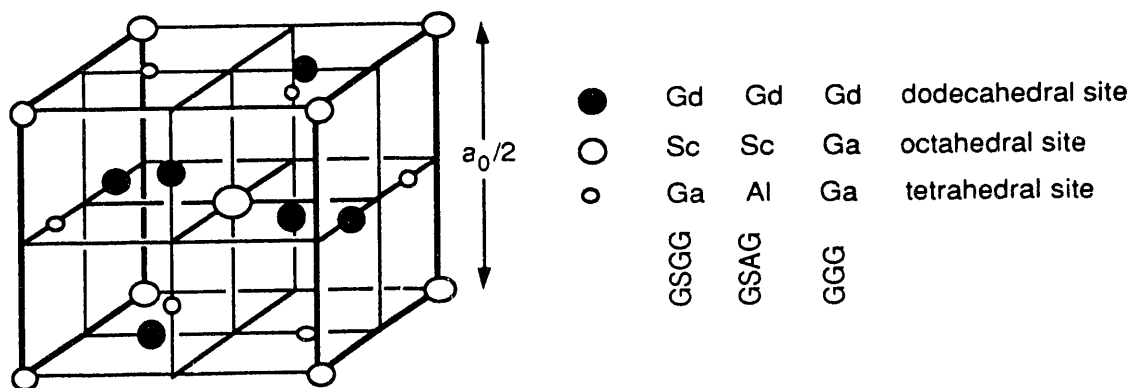 a₀/2
Gd Gd Gd dodecahedral site
Sc Sc Ga octahedral site
Ga Al Ga tetrahedral site
GSGG GSAG GGG